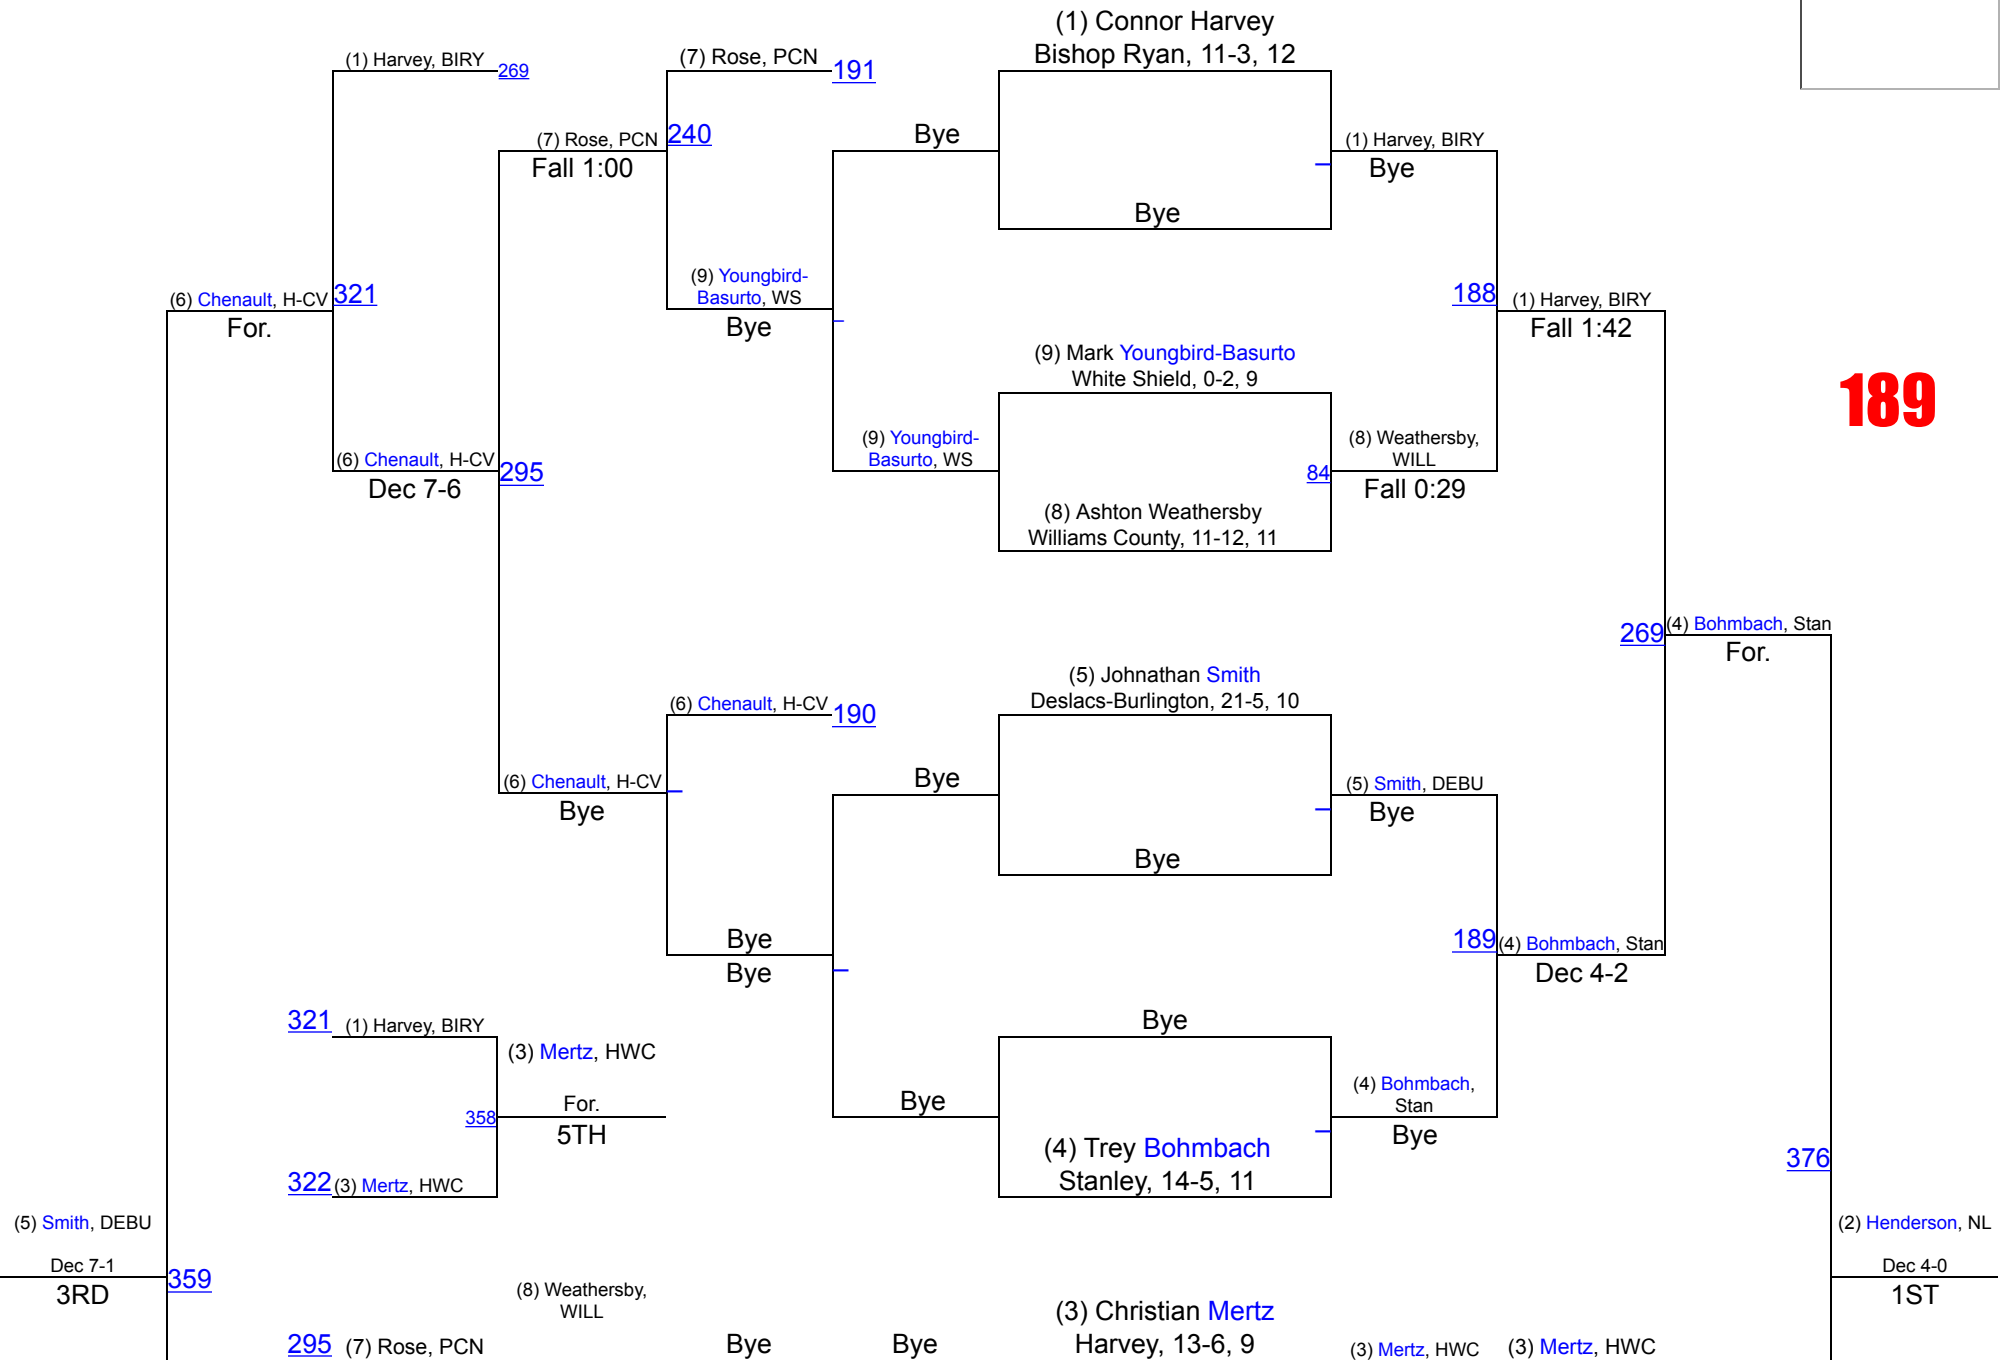 (1) Connor Harvey
Bishop Ryan, 11-3, 12
(1) Harvey, BIRY
269
(7) Rose, PCN
191
(7) Rose, PCN
240
Fall 1:00
Bye
(1) Harvey, BIRY
Bye
Bye
(9) Youngbird-
Basurto, WS
Bye
(6) Chenault, H-CV
321
For.
188
(1) Harvey, BIRY
Fall 1:42
(9) Mark Youngbird-Basurto
White Shield, 0-2, 9
189
(6) Chenault, H-CV
295
Dec 7-6
(9) Youngbird-
Basurto, WS
(8) Weathersby,
WILL
84
Fall 0:29
(8) Ashton Weathersby
Williams County, 11-12, 11
269
(4) Bohmbach, Stan
For.
(5) Johnathan Smith
Deslacs-Burlington, 21-5, 10
(6) Chenault, H-CV
190
(6) Chenault, H-CV
Bye
Bye
(5) Smith, DEBU
Bye
Bye
Bye
Bye
189
(4) Bohmbach, Stan
Dec 4-2
321
(1) Harvey, BIRY
Bye
(3) Mertz, HWC
358
For.
5TH
Bye
(4) Bohmbach,
Stan
Bye
(4) Trey Bohmbach
Stanley, 14-5, 11
376
322
(3) Mertz, HWC
(5) Smith, DEBU
Dec 7-1
3RD
359
(2) Henderson, NL
Dec 4-0
1ST
(8) Weathersby,
WILL
(3) Christian Mertz
Harvey, 13-6, 9
295
(7) Rose, PCN
Bye
Bye
(3) Mertz, HWC
(3) Mertz, HWC